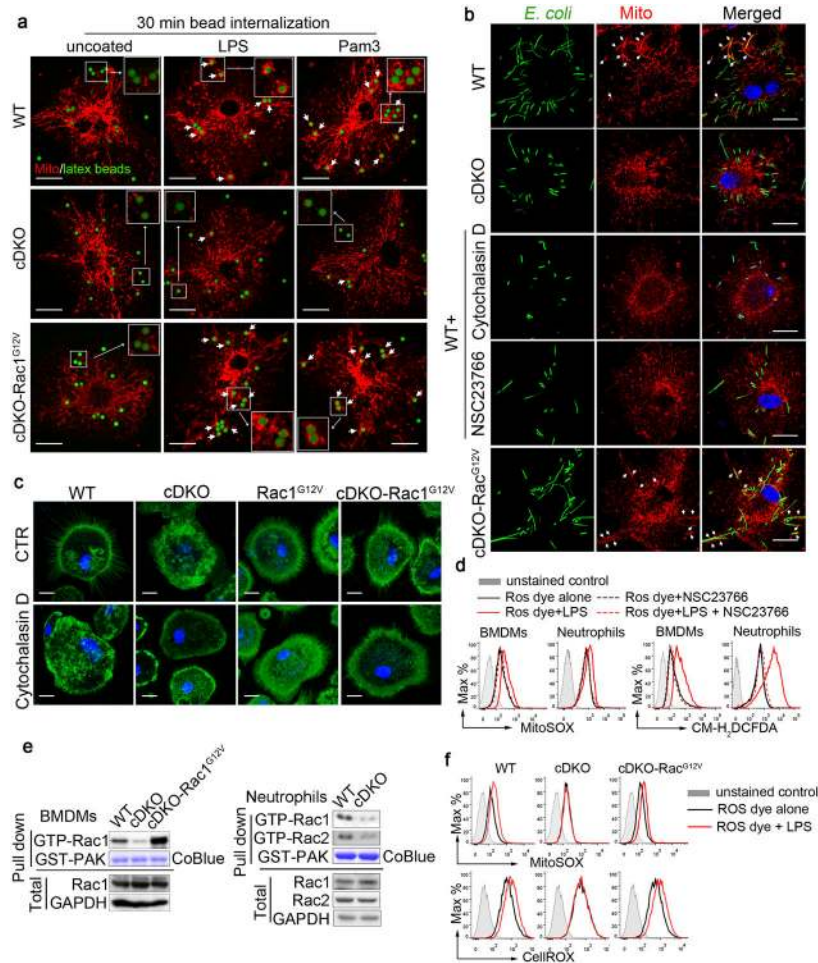 a
30 min bead internalization
uncoated LPS Pam3
WT
Mito/latex beads
cDKO
cDKO-Rac1G12V
b
E. coli Mito Merged
WT
cDKO
WT+
Cytochalasin D
NSC23766
cDKO-RacG12V
c
WT cDKO Rac1G12V cDKO-Rac1G12V
CTR
Cytochalasin D
d
unstained control
Ros dye alone Ros dye+NSC23766
Ros dye+LPS Ros dye+LPS + NSC23766
BMDMs Neutrophils BMDMs Neutrophils
Max % Max %
MitoSOX CM-H2DCFDA
e
BMDMs WT cDKO cDKO-Rac1G12V
Pull down
GTP-Rac1
GST-PAK CoBlue
Total
Rac1
GAPDH
Neutrophils WT cDKO
Pull down
GTP-Rac1
GTP-Rac2
GST-PAK CoBlue
Total
Rac1
Rac2
GAPDH
f
WT cDKO cDKO-RacG12V
unstained control
ROS dye alone
ROS dye + LPS
Max %
MitoSOX
Max %
CellROX